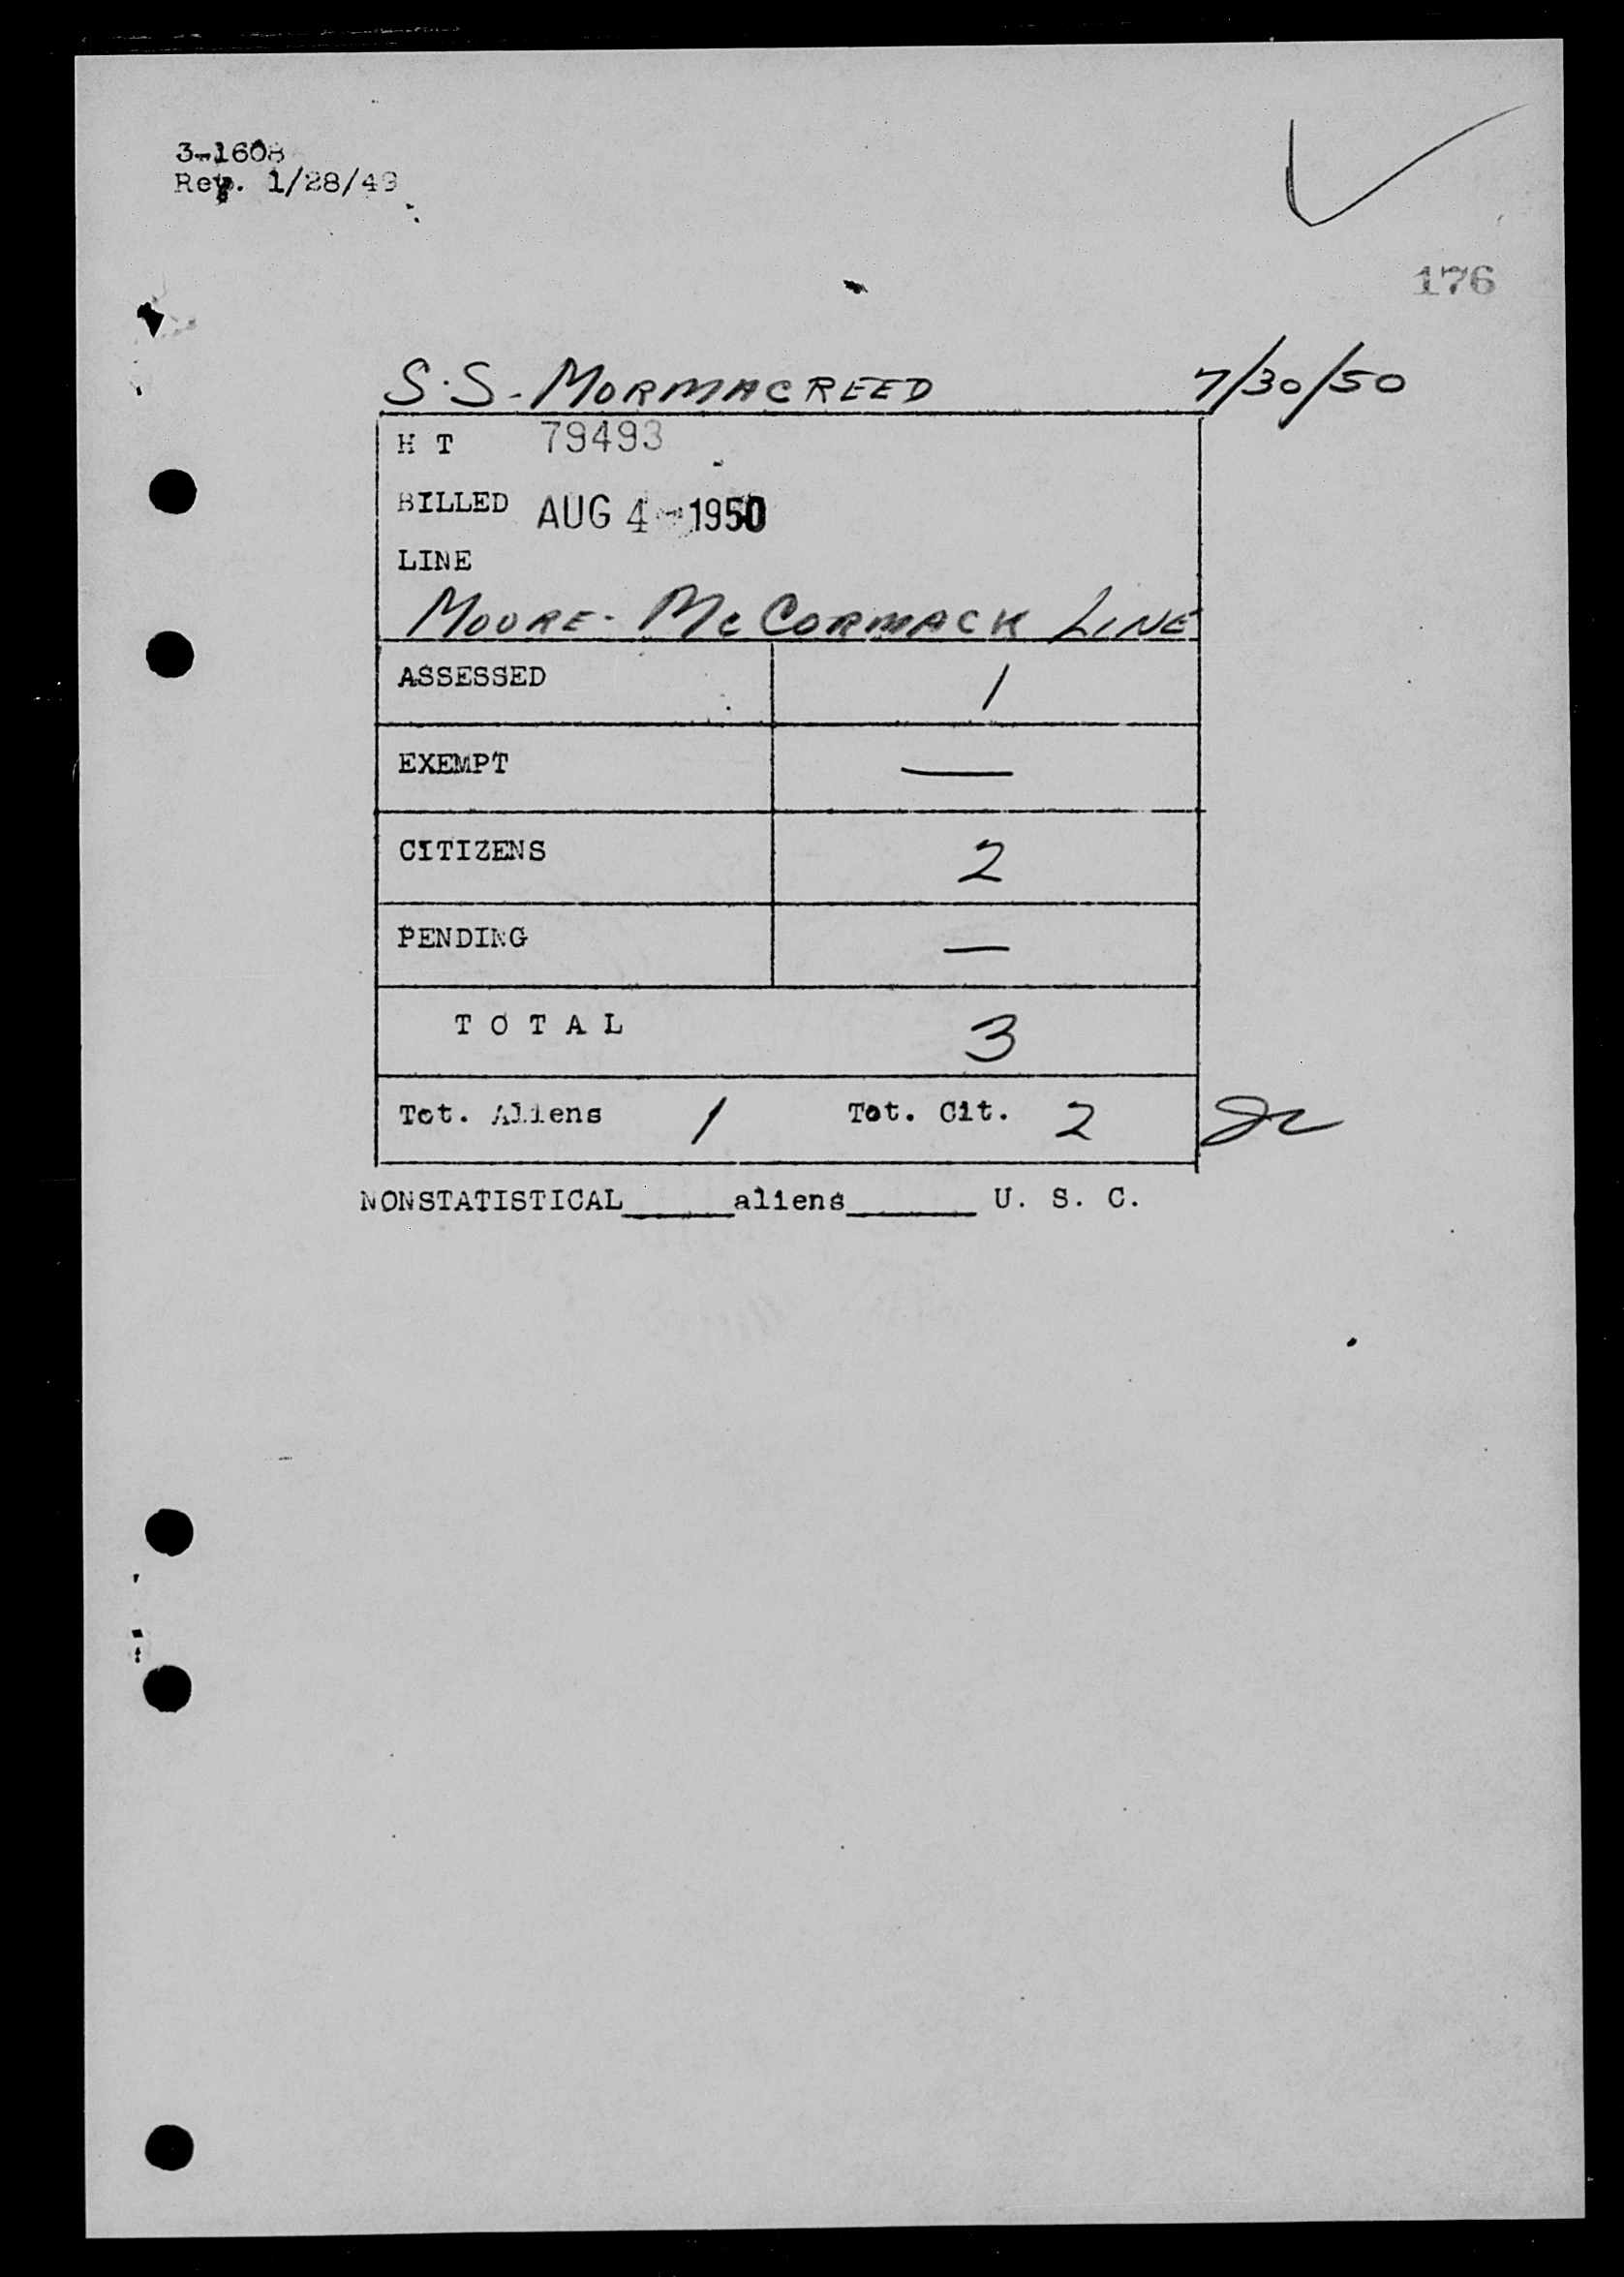 3-1608
Rev. 1/28/49
176
S.S. MORMACREED 7/30/50
H T 79493
BILLED AUG 4 - 1950
LINE
MOORE-McCORMACK LINE
ASSESSED 1
EXEMPT —
CITIZENS 2
PENDING —
T O T A L 3
Tot. Aliens 1 Tot. Cit. 2
NONSTATISTICAL______aliens_______ U. S. C.